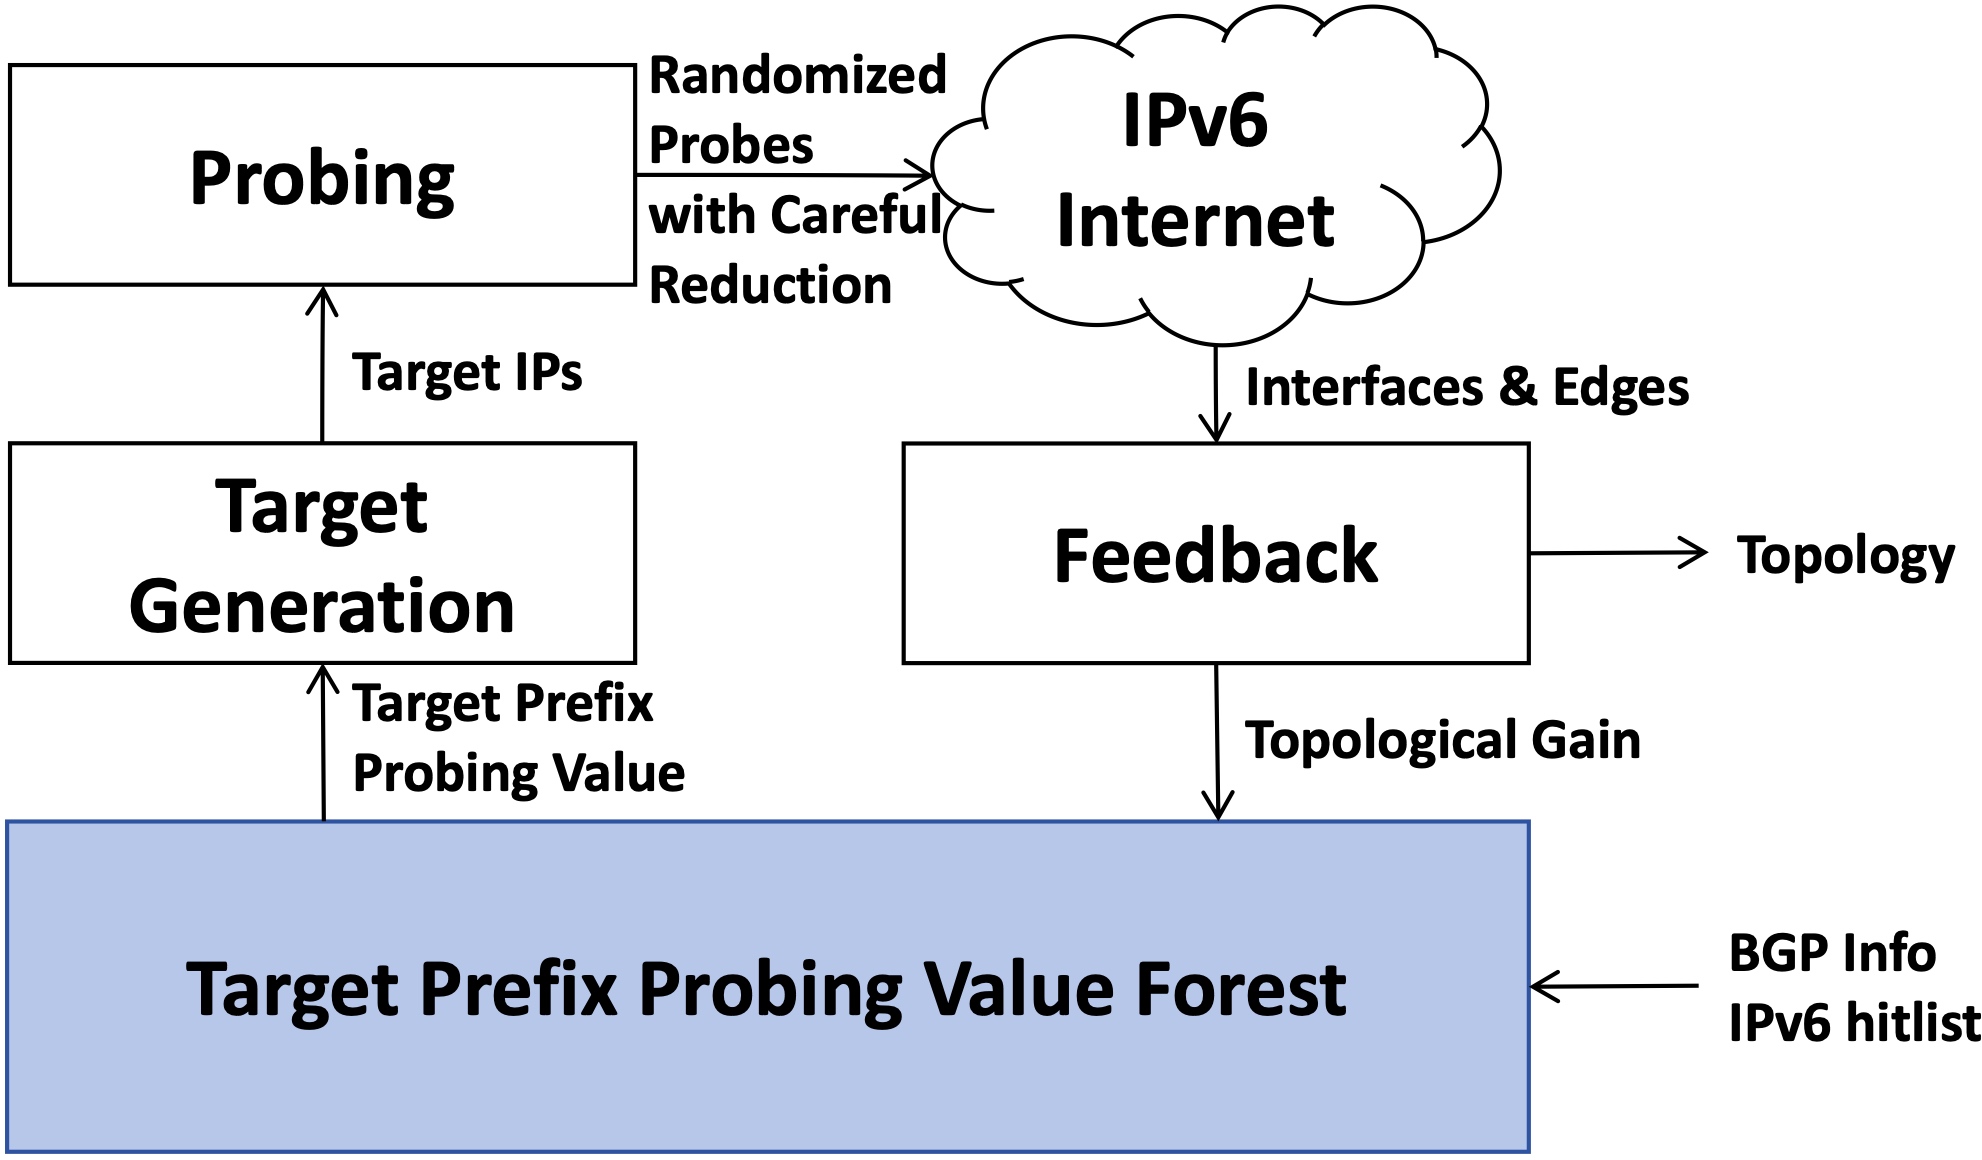 Probing
Randomized
Probes
with Careful
Reduction
IPv6
Internet
Target IPs
Interfaces & Edges
Target
Generation
Feedback
Topology
Target Prefix
Probing Value
Topological Gain
Target Prefix Probing Value Forest
BGP Info
IPv6 hitlist